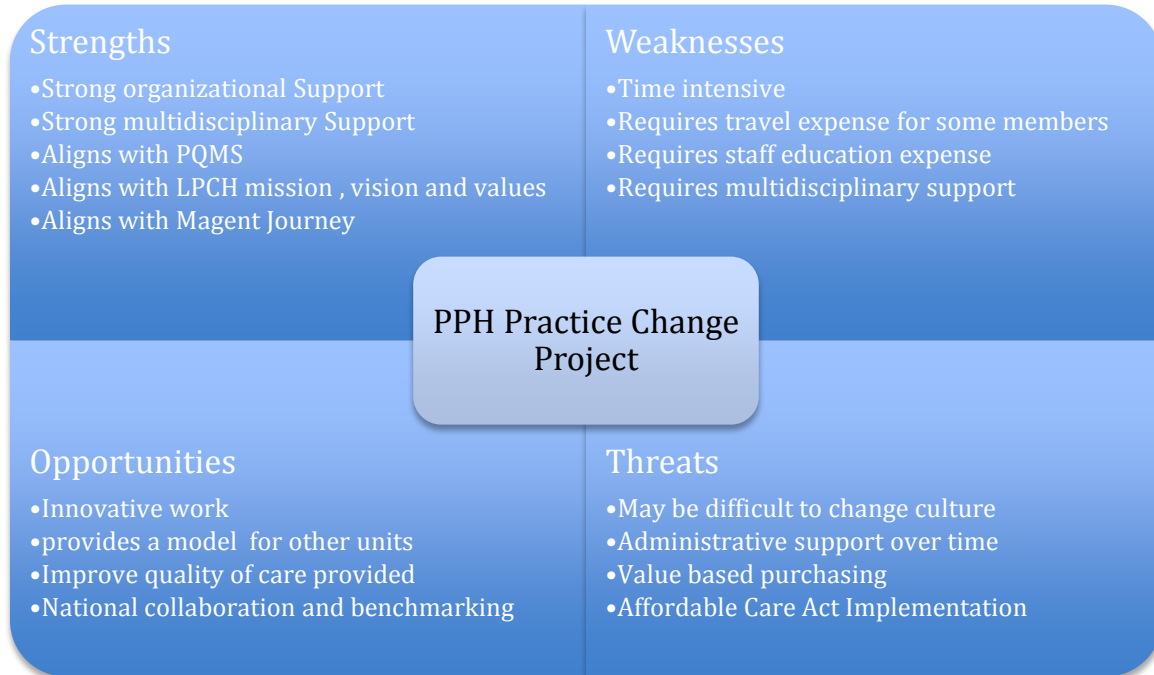 Strengths
•Strong organizational Support
•Strong multidisciplinary Support
•Aligns with PQMS
•Aligns with LPCH mission , vision and values
•Aligns with Magent Journey
Weaknesses
•Time intensive
•Requires travel expense for some members
•Requires staff education expense
•Requires multidisciplinary support
PPH Practice Change
Project
Opportunities
•Innovative work
•provides a model for other units
•Improve quality of care provided
•National collaboration and benchmarking
Threats
•May be difficult to change culture
•Administrative support over time
•Value based purchasing
•Affordable Care Act Implementation